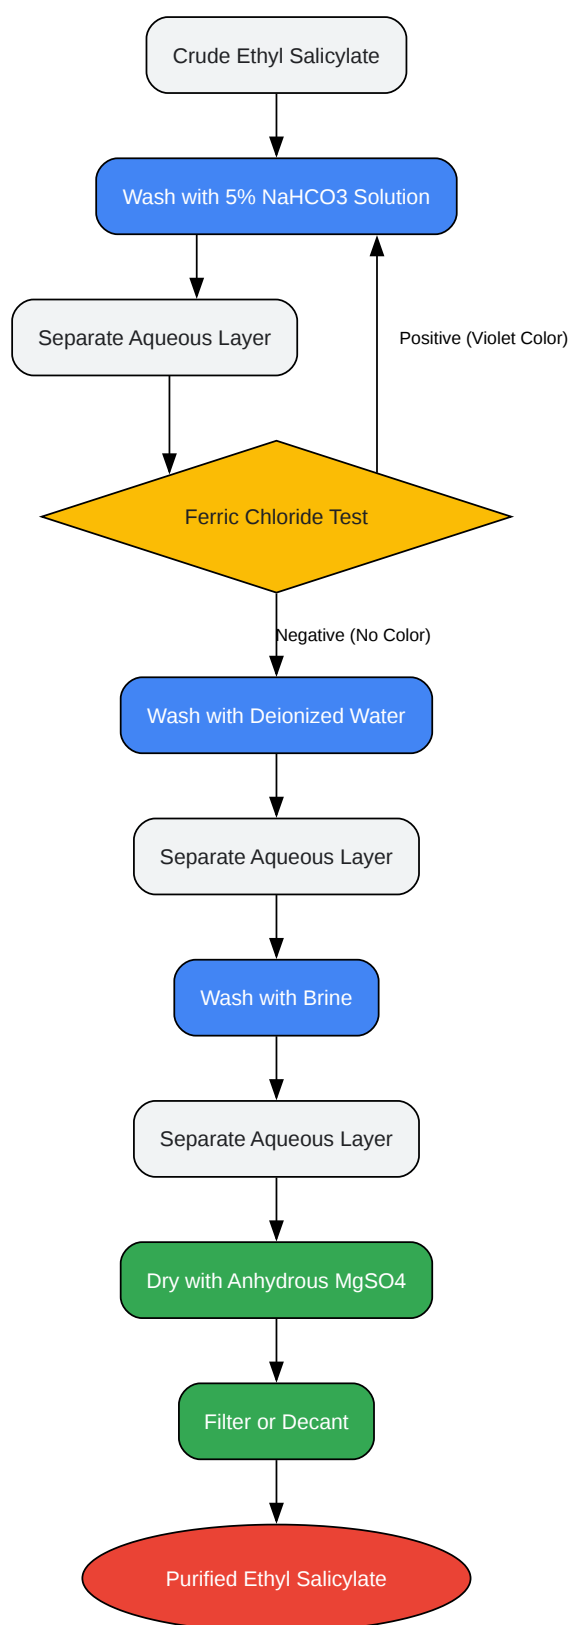 Crude Ethyl Salicylate
Wash with 5% NaHCO3 Solution
Separate Aqueous Layer
Positive (Violet Color)
Ferric Chloride Test
Negative (No Color)
Wash with Deionized Water
Separate Aqueous Layer
Wash with Brine
Separate Aqueous Layer
Dry with Anhydrous MgSO4
Filter or Decant
Purified Ethyl Salicylate